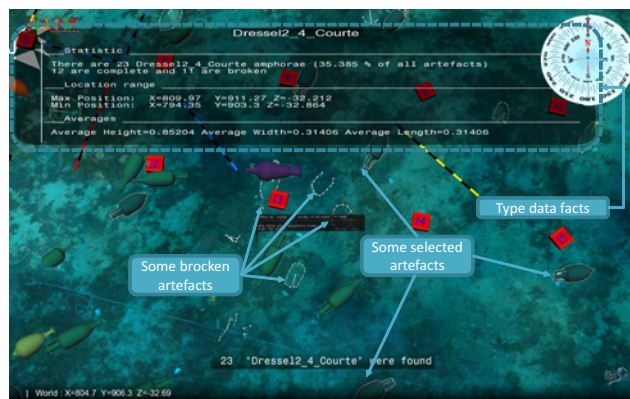 Dressel2_4_Courte
Statistic
There are 23 Dressel2_4_Courte amphorae (35.385 % of all artefacts)
12 are complete and 11 are broken
Location range
Max Position: X=809.97 Y=911.27 Z=-32.212
Min Position: X=794.35 Y=903.3 Z=-32.864
Averages
Average Height=0.85204 Average Width=0.31406 Average Length=0.31406
Type data facts
Some brocken
artefacts
Some selected
artefacts
23 "Dressel2_4_Courte" were found
World : X=804.7 Y=906.3 Z=-32.69